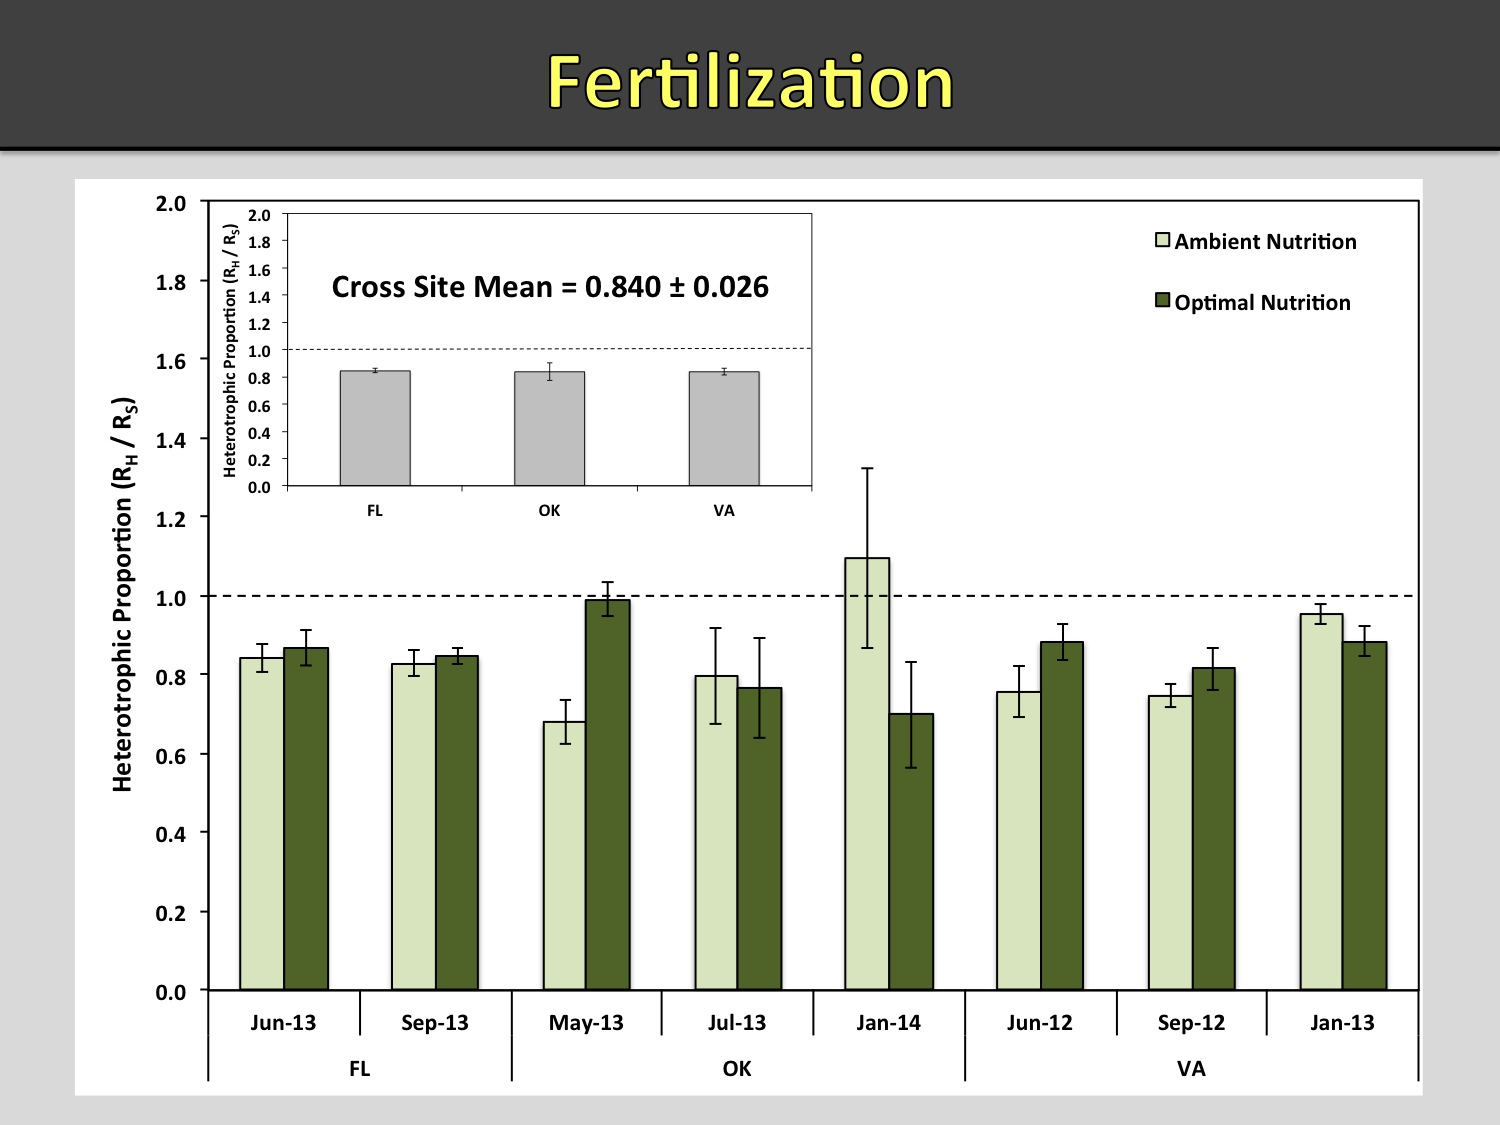 Fertilization
2.0
1.8
1.6
1.4
1.2
1.0
0.8
0.6
0.4
0.2
0.0
Heterotrophic Proportion (RH / RS)
2.0
1.8
1.6
1.4
1.2
1.0
0.8
0.6
0.4
0.2
0.0
Heterotrophic Proportion (RH / RS)
Cross Site Mean = 0.840 ± 0.026
FL OK VA
Ambient Nutrition
Optimal Nutrition
Jun-13 Sep-13 May-13 Jul-13 Jan-14 Jun-12 Sep-12 Jan-13
FL OK VA